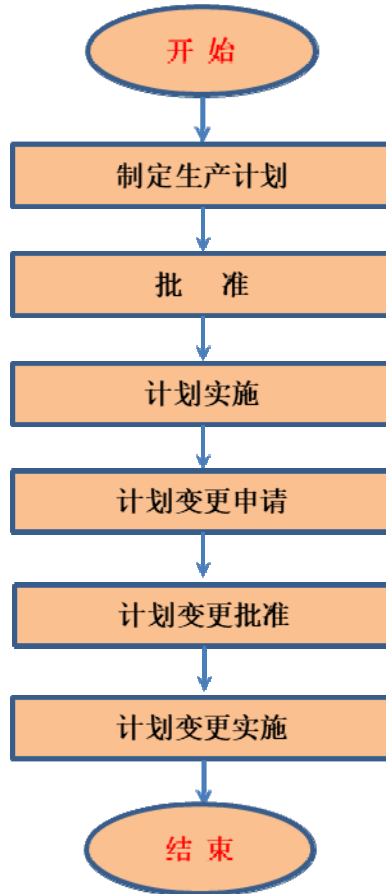 开 始
制定生产计划
批 准
计划实施
计划变更申请
计划变更批准
计划变更实施
结 束